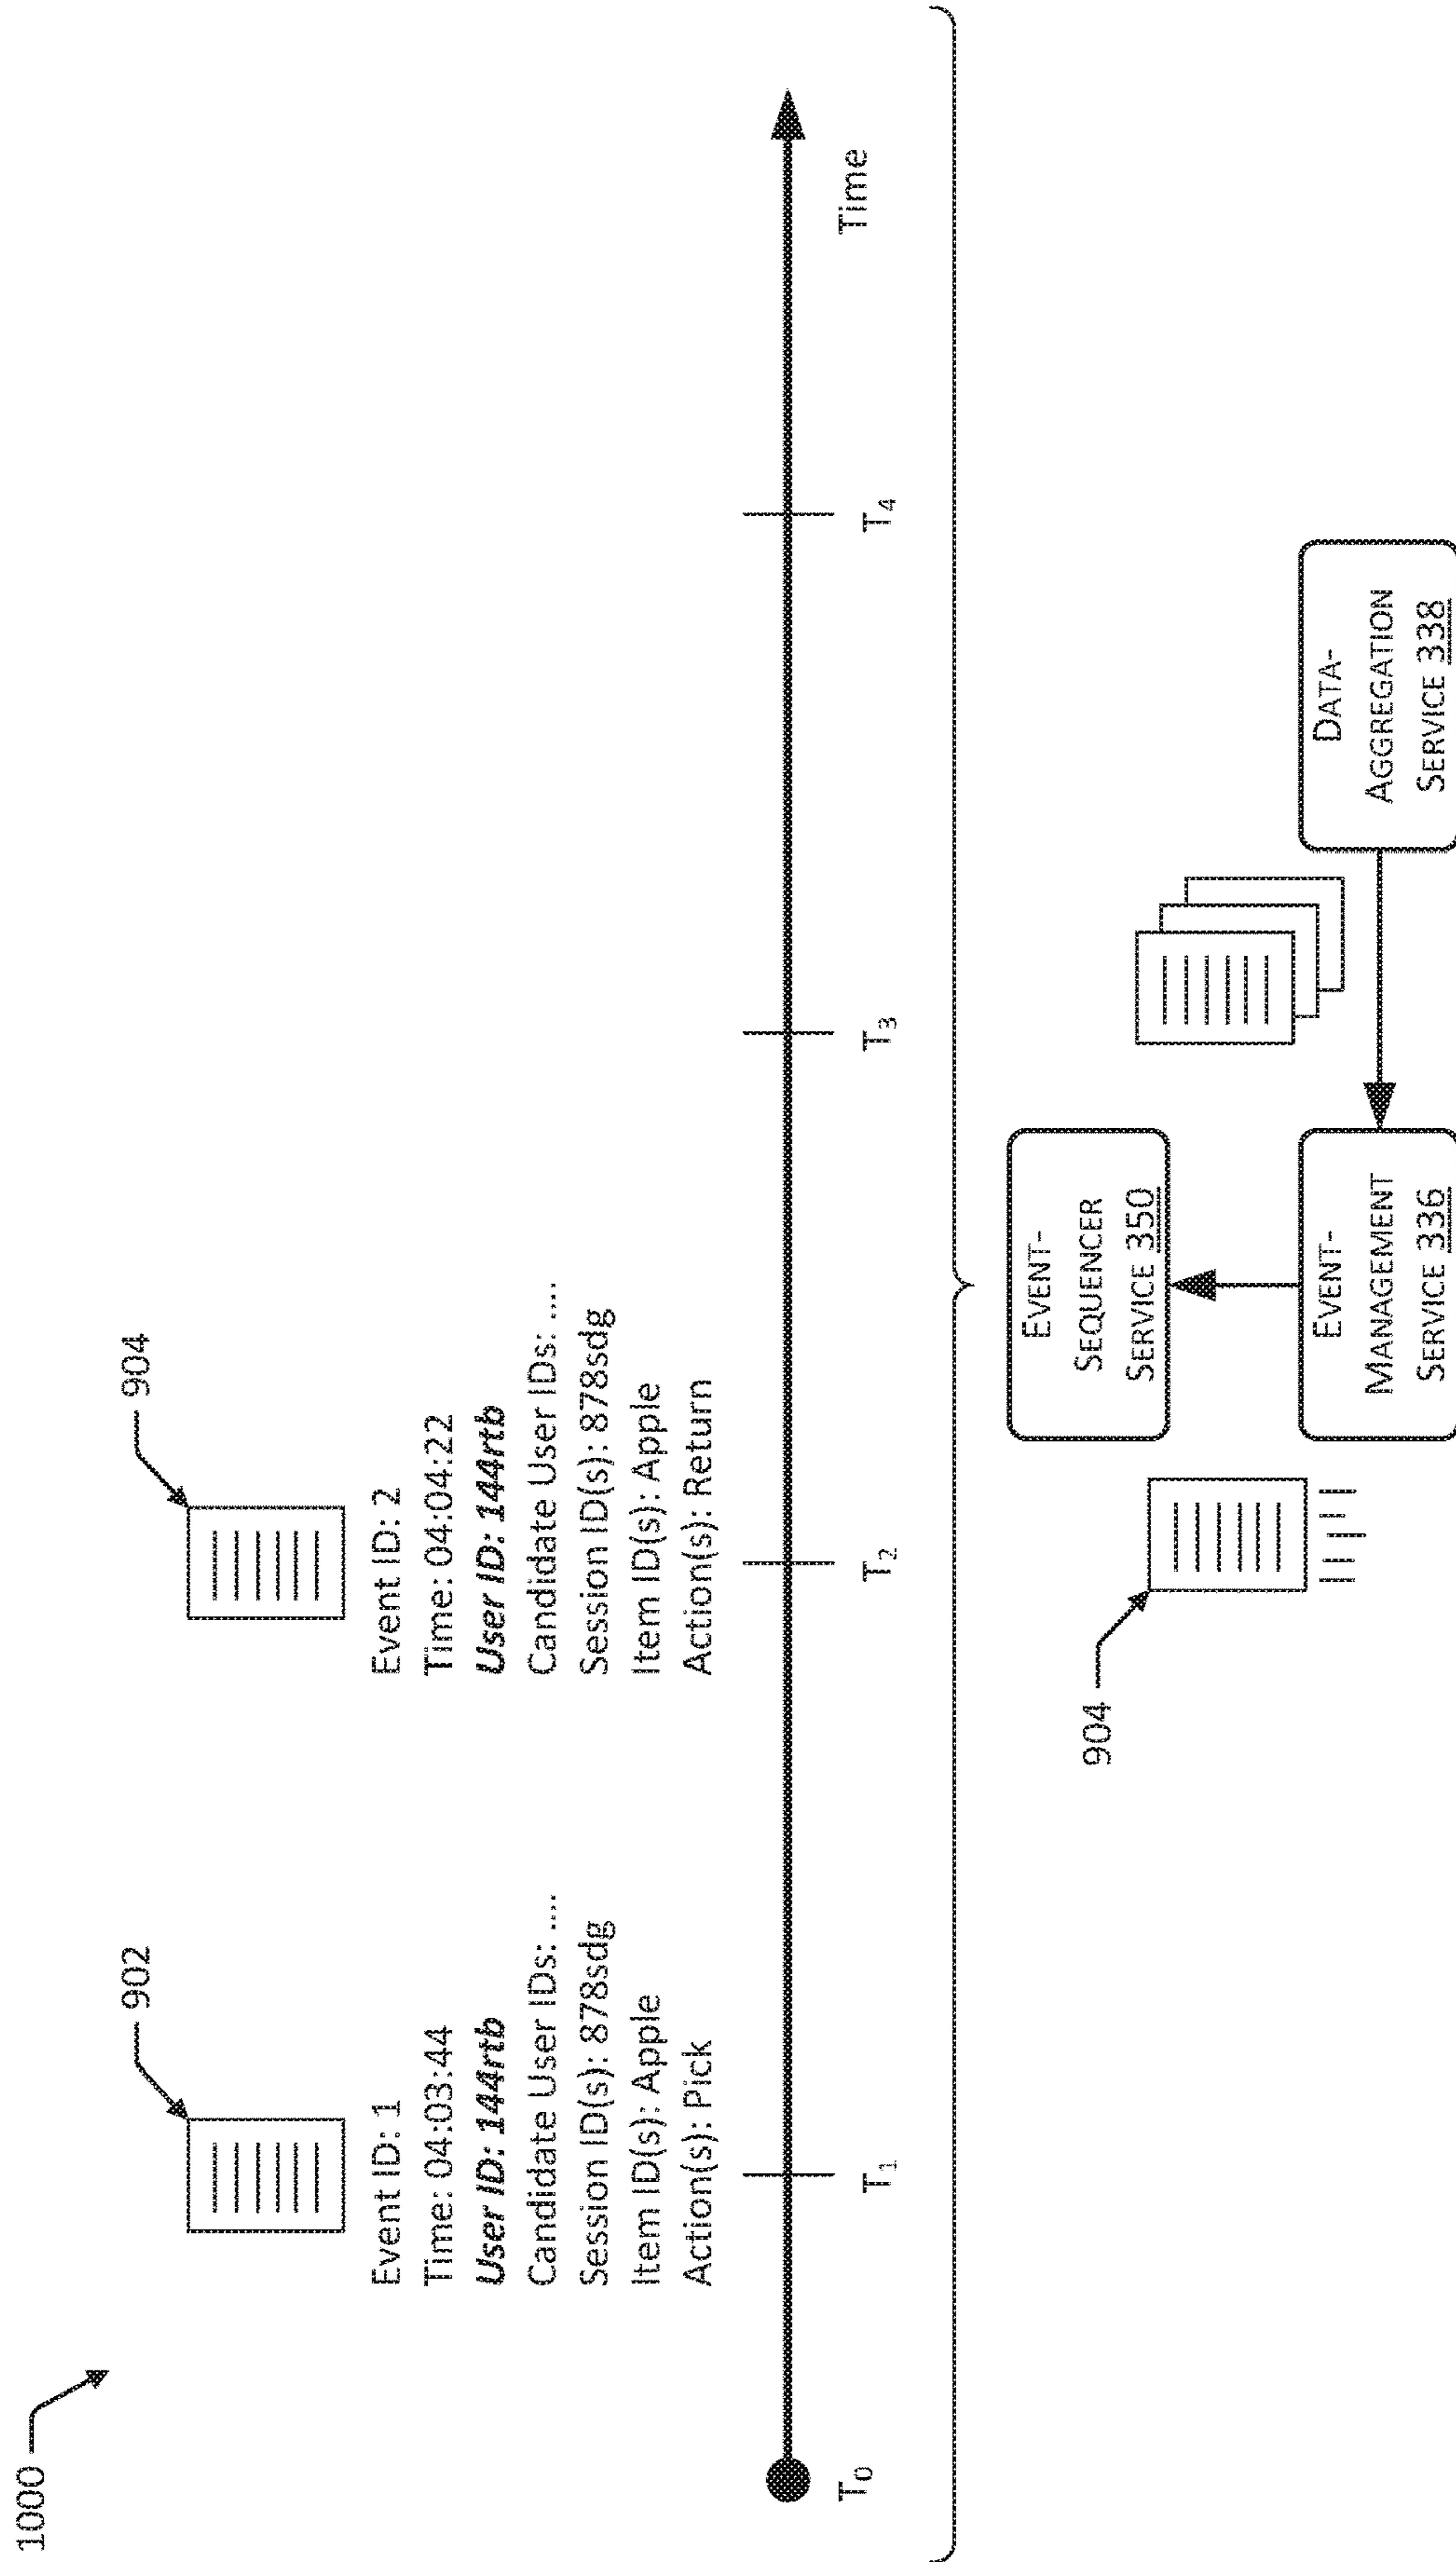 1000
902
Event ID: 1
Time: 04:03:44
User ID: 144rtb
Candidate User IDs: ....
Session ID(s): 878sdg
Item ID(s): Apple
Action(s): Pick
904
Event ID: 2
Time: 04:04:22
User ID: 144rtb
Candidate User IDs: ....
Session ID(s): 878sdg
Item ID(s): Apple
Action(s): Return
T0
T1
T2
T3
T4
Time
904
EVENT-
SEQUENCER
SERVICE 350
EVENT-
MANAGEMENT
SERVICE 336
DATA-
AGGREGATION
SERVICE 338